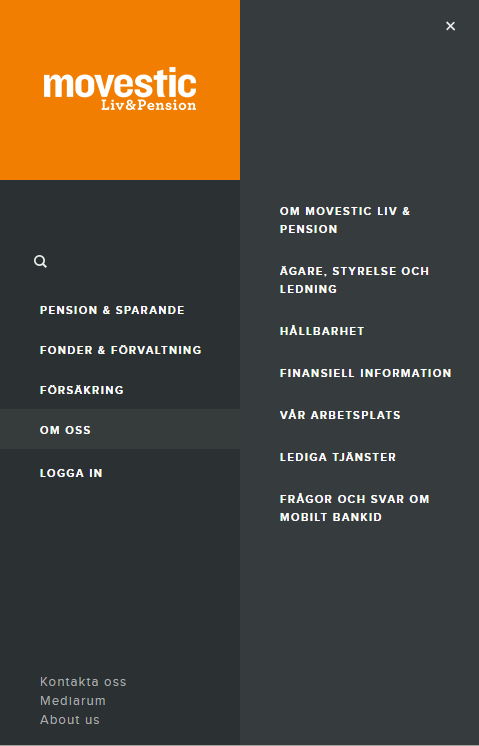 movestic
Liv&Pension
PENSION & SPARANDE
FONDER & FÖRVALTNING
FÖRSÄKRING
OM OSS
LOGGA IN
Kontakta oss
Mediarum
About us
OM MOVESTIC LIV &
PENSION
ÄGARE, STYRELSE OCH
LEDNING
HÅLLBARHET
FINANSIELL INFORMATION
VÅR ARBETSPLATS
LEDIGA TJÄNSTER
FRÅGOR OCH SVAR OM
MOBILT BANKID